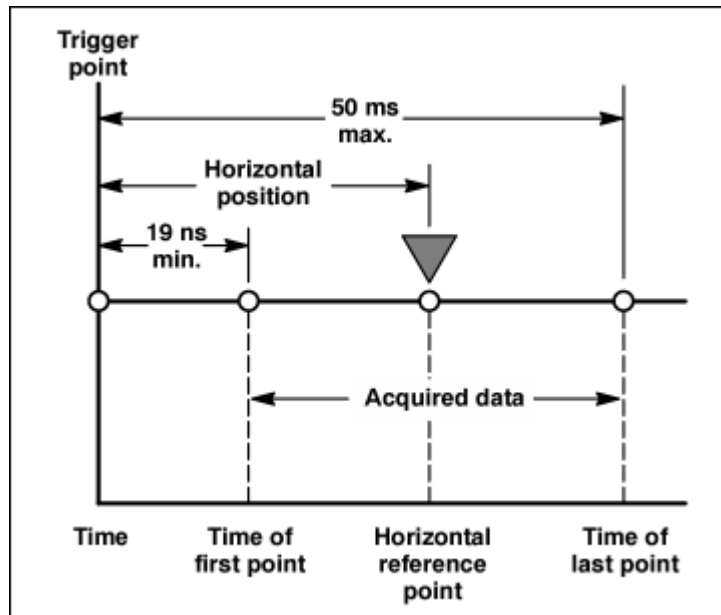 Trigger
point
50 ms
max.
Horizontal
position
19 ns
min.
Acquired data
Time
Time of
first point
Horizontal
reference
point
Time of
last point